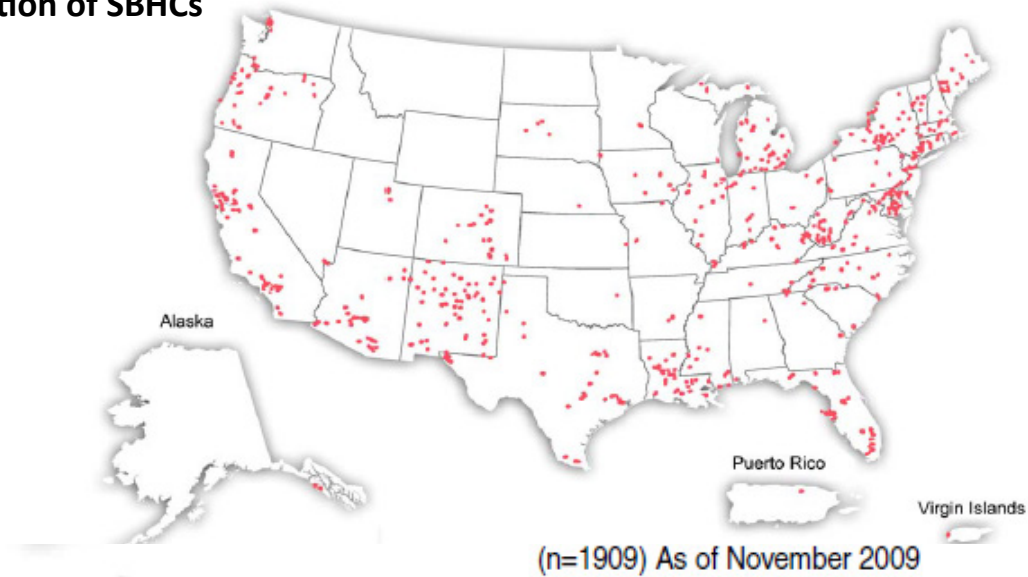 tion of SBHCs
Alaska
Puerto Rico
Virgin Islands
(n=1909) As of November 2009